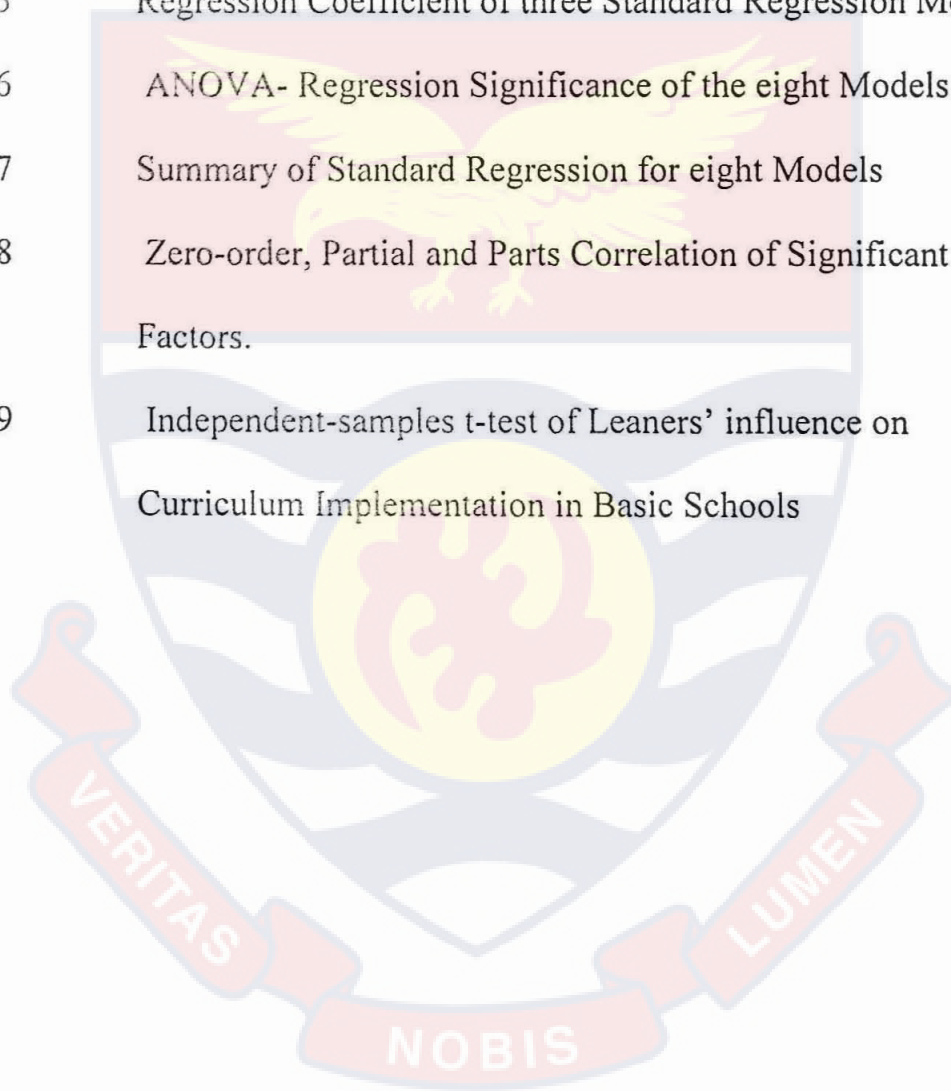 Regression Coefficient of three Standard Regression
6 ANOVA- Regression Significance of the eight Models
7 Summary of Standard Regression for eight Models
8 Zero-order, Partial and Parts Correlation of Significant
Factors.
9 Independent-samples t-test of Leaners’ influence on
Curriculum Implementation in Basic Schools
VERITAS
NOBIS
LUMEN